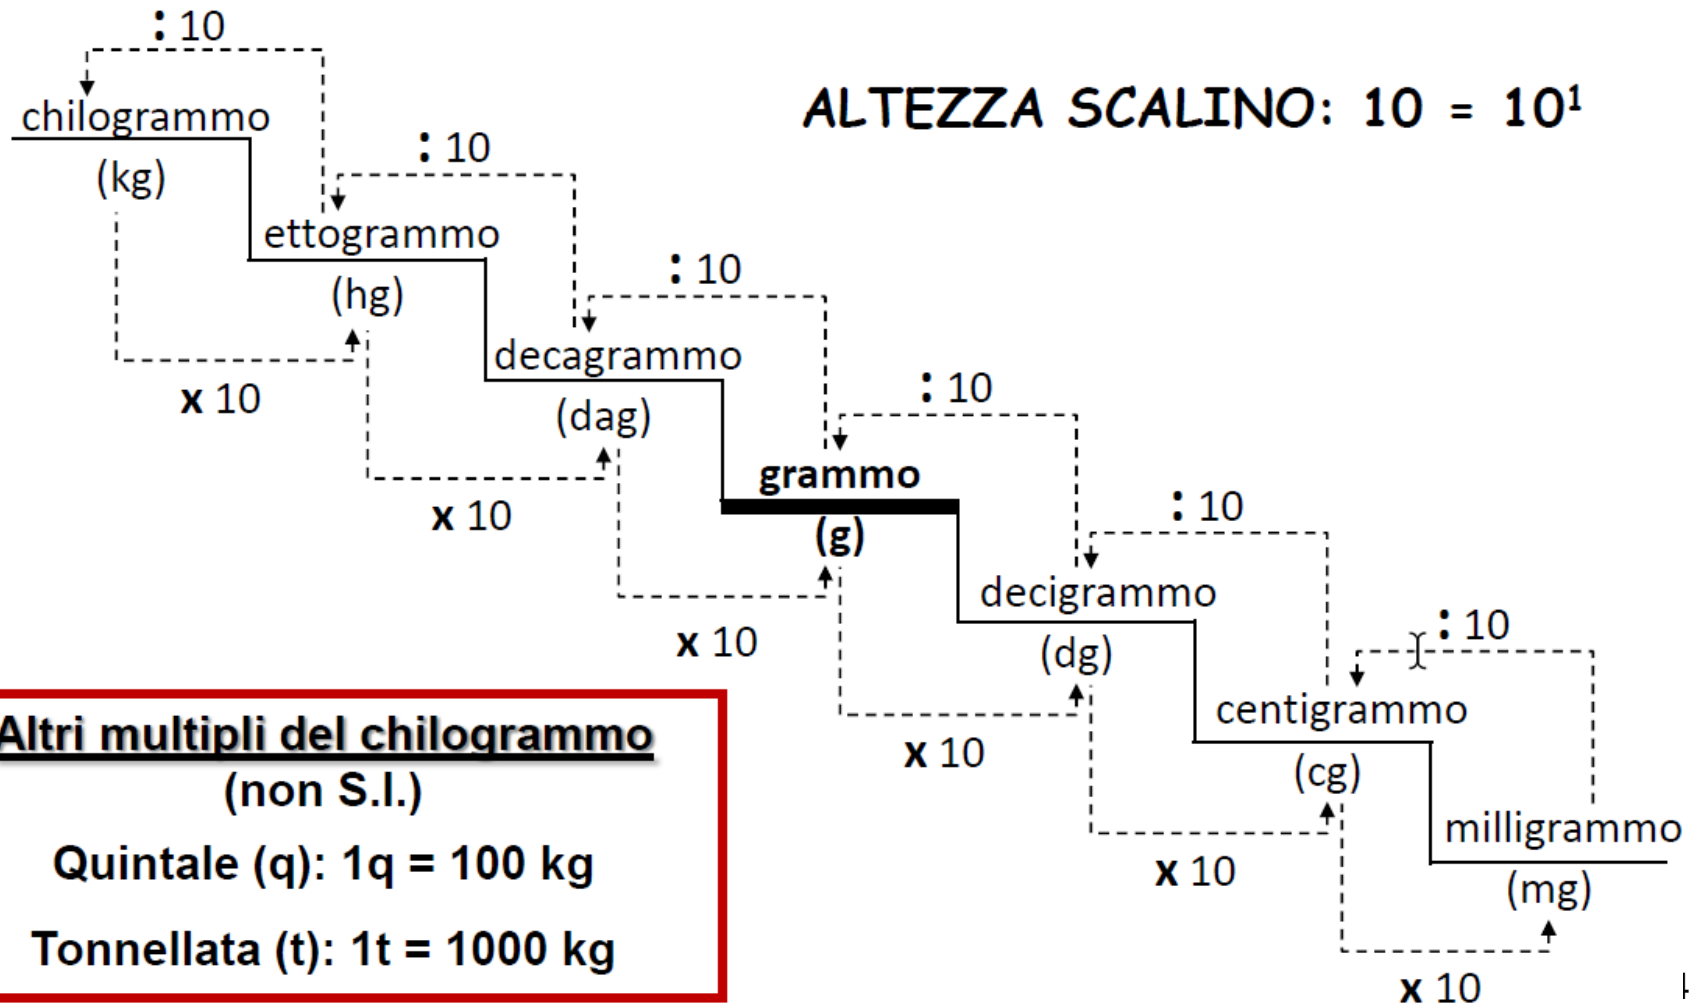 : 10
chilogrammo
(kg)
ALTEZZA SCALINO: 10 = 10¹
: 10
ettogrammo
(hg)
x 10
: 10
decagrammo
(dag)
x 10
: 10
grammo
(g)
x 10
: 10
decigrammo
(dg)
x 10
: 10
centigrammo
(cg)
x 10
milligrammo
(mg)
x 10
Altri multipli del chilogrammo
(non S.I.)
Quintale (q): 1q = 100 kg
Tonnellata (t): 1t = 1000 kg